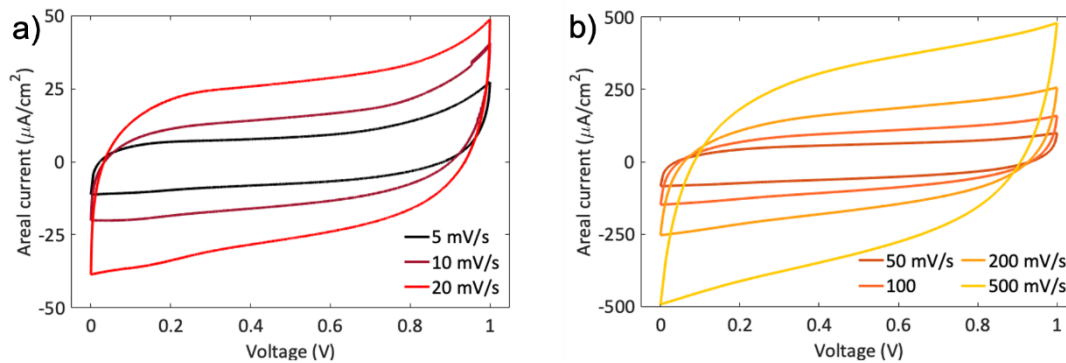 a)
50
25
0
-25
-50
Areal current (μA/cm²)
0 0.2 0.4 0.6 0.8 1
Voltage (V)
5 mV/s
10 mV/s
20 mV/s
b)
500
250
0
-250
-500
Areal current (μA/cm²)
0 0.2 0.4 0.6 0.8 1
Voltage (V)
50 mV/s 200 mV/s
100 500 mV/s